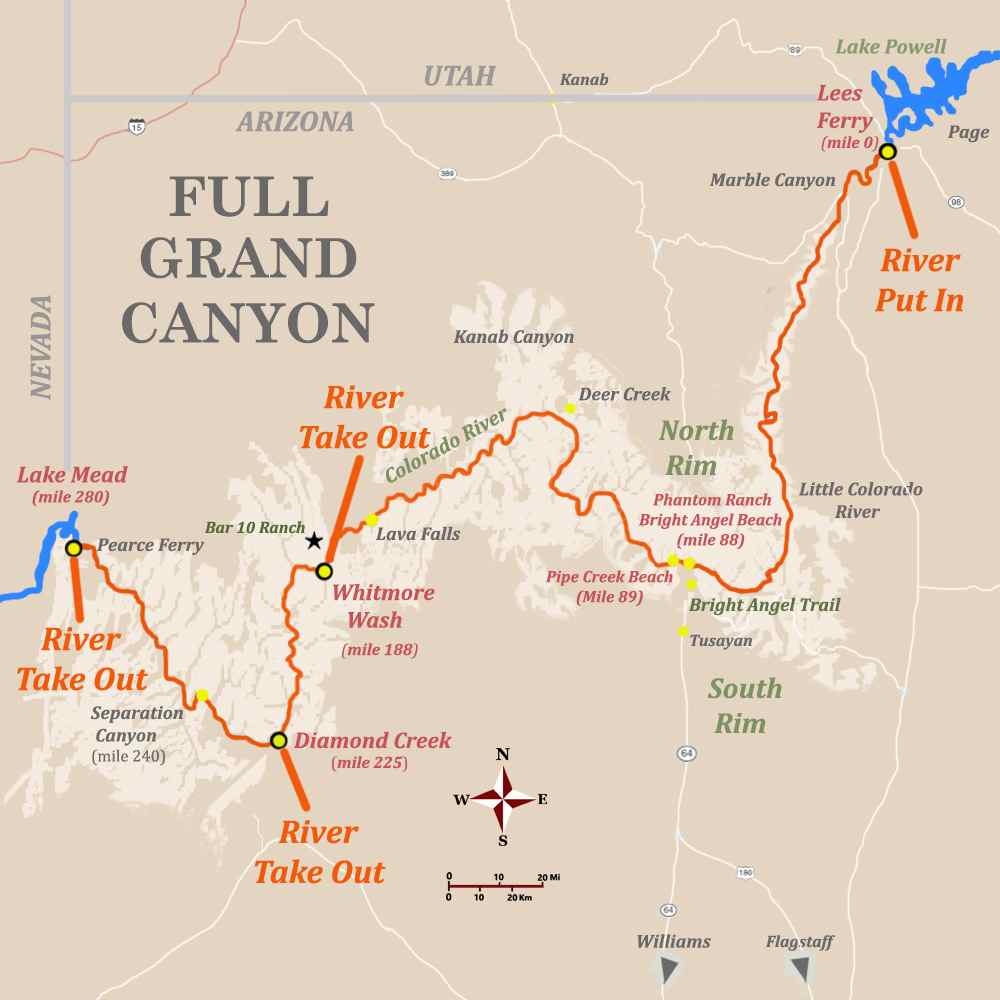 Lake Powell
89
UTAH
Kanab
Lees
Ferry
(mile 0)
ARIZONA
15
Page
389
Marble Canyon
98
FULL
GRAND
CANYON
River
Put In
NEVADA
Kanab Canyon
River
Take Out
Deer Creek
Colorado River
North
Rim
Lake Mead
(mile 280)
Little Colorado
River
Phantom Ranch
Bright Angel Beach
(mile 88)
Bar 10 Ranch
Lava Falls
Pearce Ferry
Pipe Creek Beach
(Mile 89)
Whitmore
Wash
(mile 188)
Bright Angel Trail
River
Take Out
Tusayan
South
Rim
Separation
Canyon
(mile 240)
Diamond Creek
(mile 225)
64
N
W E
S
River
Take Out
0 10 20 Mi
0 10 20 Km
180
64
Williams
Flagstaff